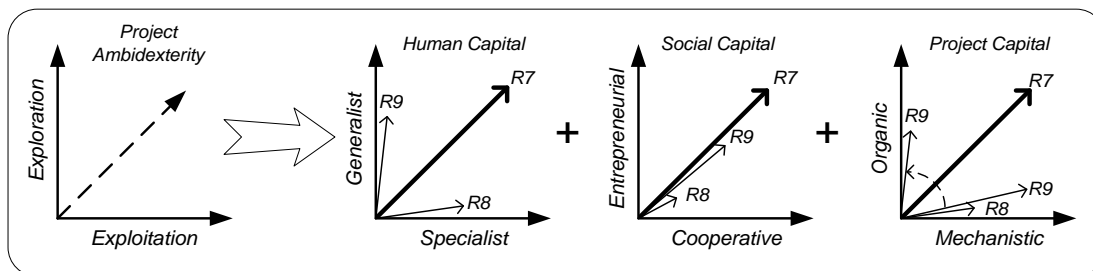 Project
Ambidexterity
Exploration
Exploitation
Human Capital
Generalist
R9
R7
R8
Specialist
+
Social Capital
Entrepreneurial
R7
R9
R8
Cooperative
+
Project Capital
Organic
R9
R7
R9
R8
Mechanistic